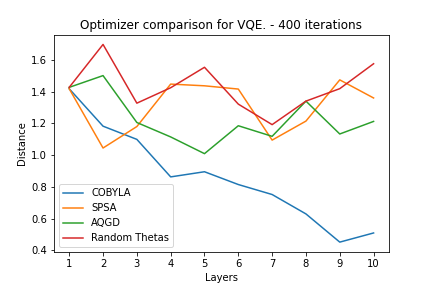 Optimizer comparison for VQE. - 400 iterations
1.6
1.4
1.2
1.0
0.8
0.6
0.4
Distance
COBYLA
SPSA
AQGD
Random Thetas
1 2 3 4 5 6 7 8 9 10
Layers